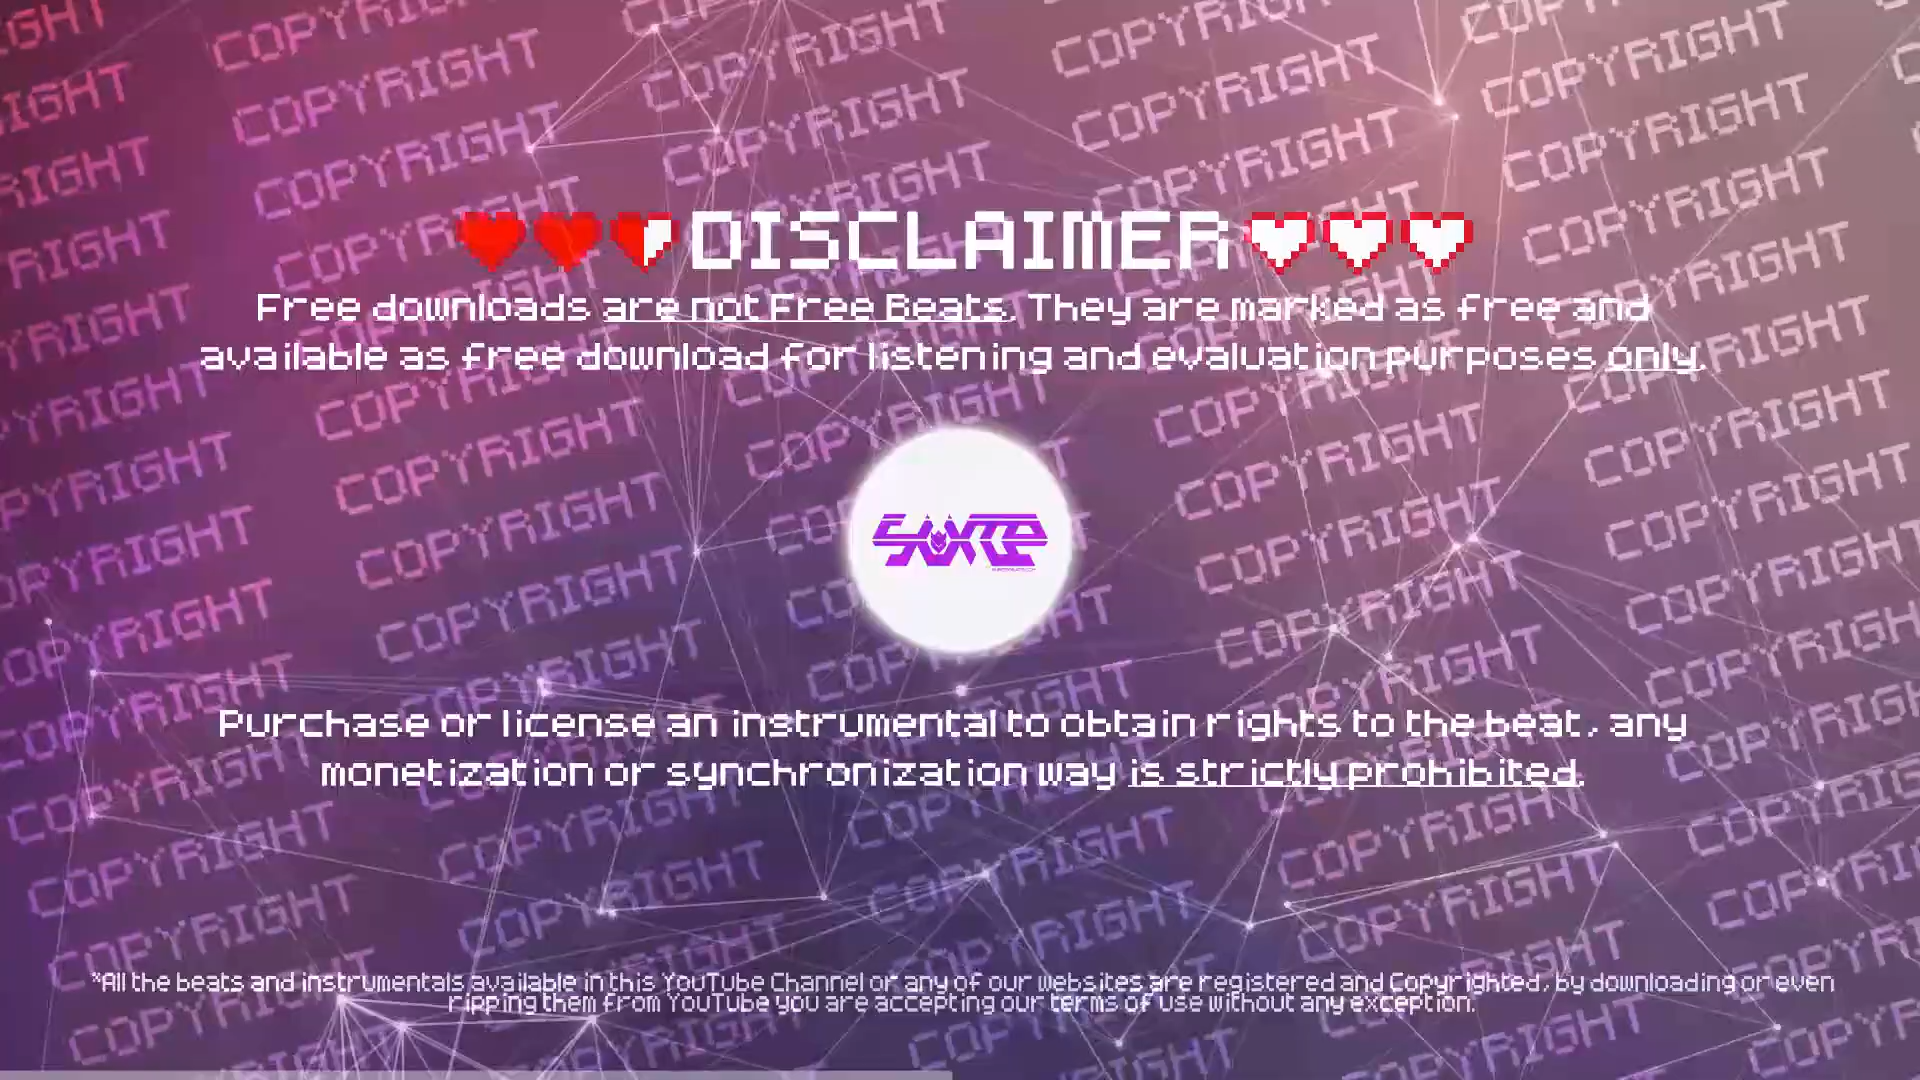 DISCLAIMER
Free downloads are not Free Beats. They are marked as free and
available as free download for listening and evaluation purposes only.
Purchase or license an instrumental to obtain rights to the beat, any
monetization or synchronization way is strictly prohibited.
*All the beats and instrumentals available in this YouTube Channel or any of our websites are registered and Copyrighted, by downloading or even
ripping them from YouTube you are accepting our terms of use without any exception.
COPYRIGHT